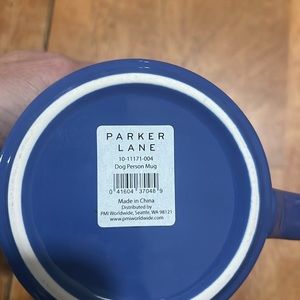 PARKER
LANE
10-11171-004
Dog Person Mug
0 41604 37048 9
Made in China
Distributed by
PMI Worldwide, Seattle, WA 98121
www.pmiworldwide.com